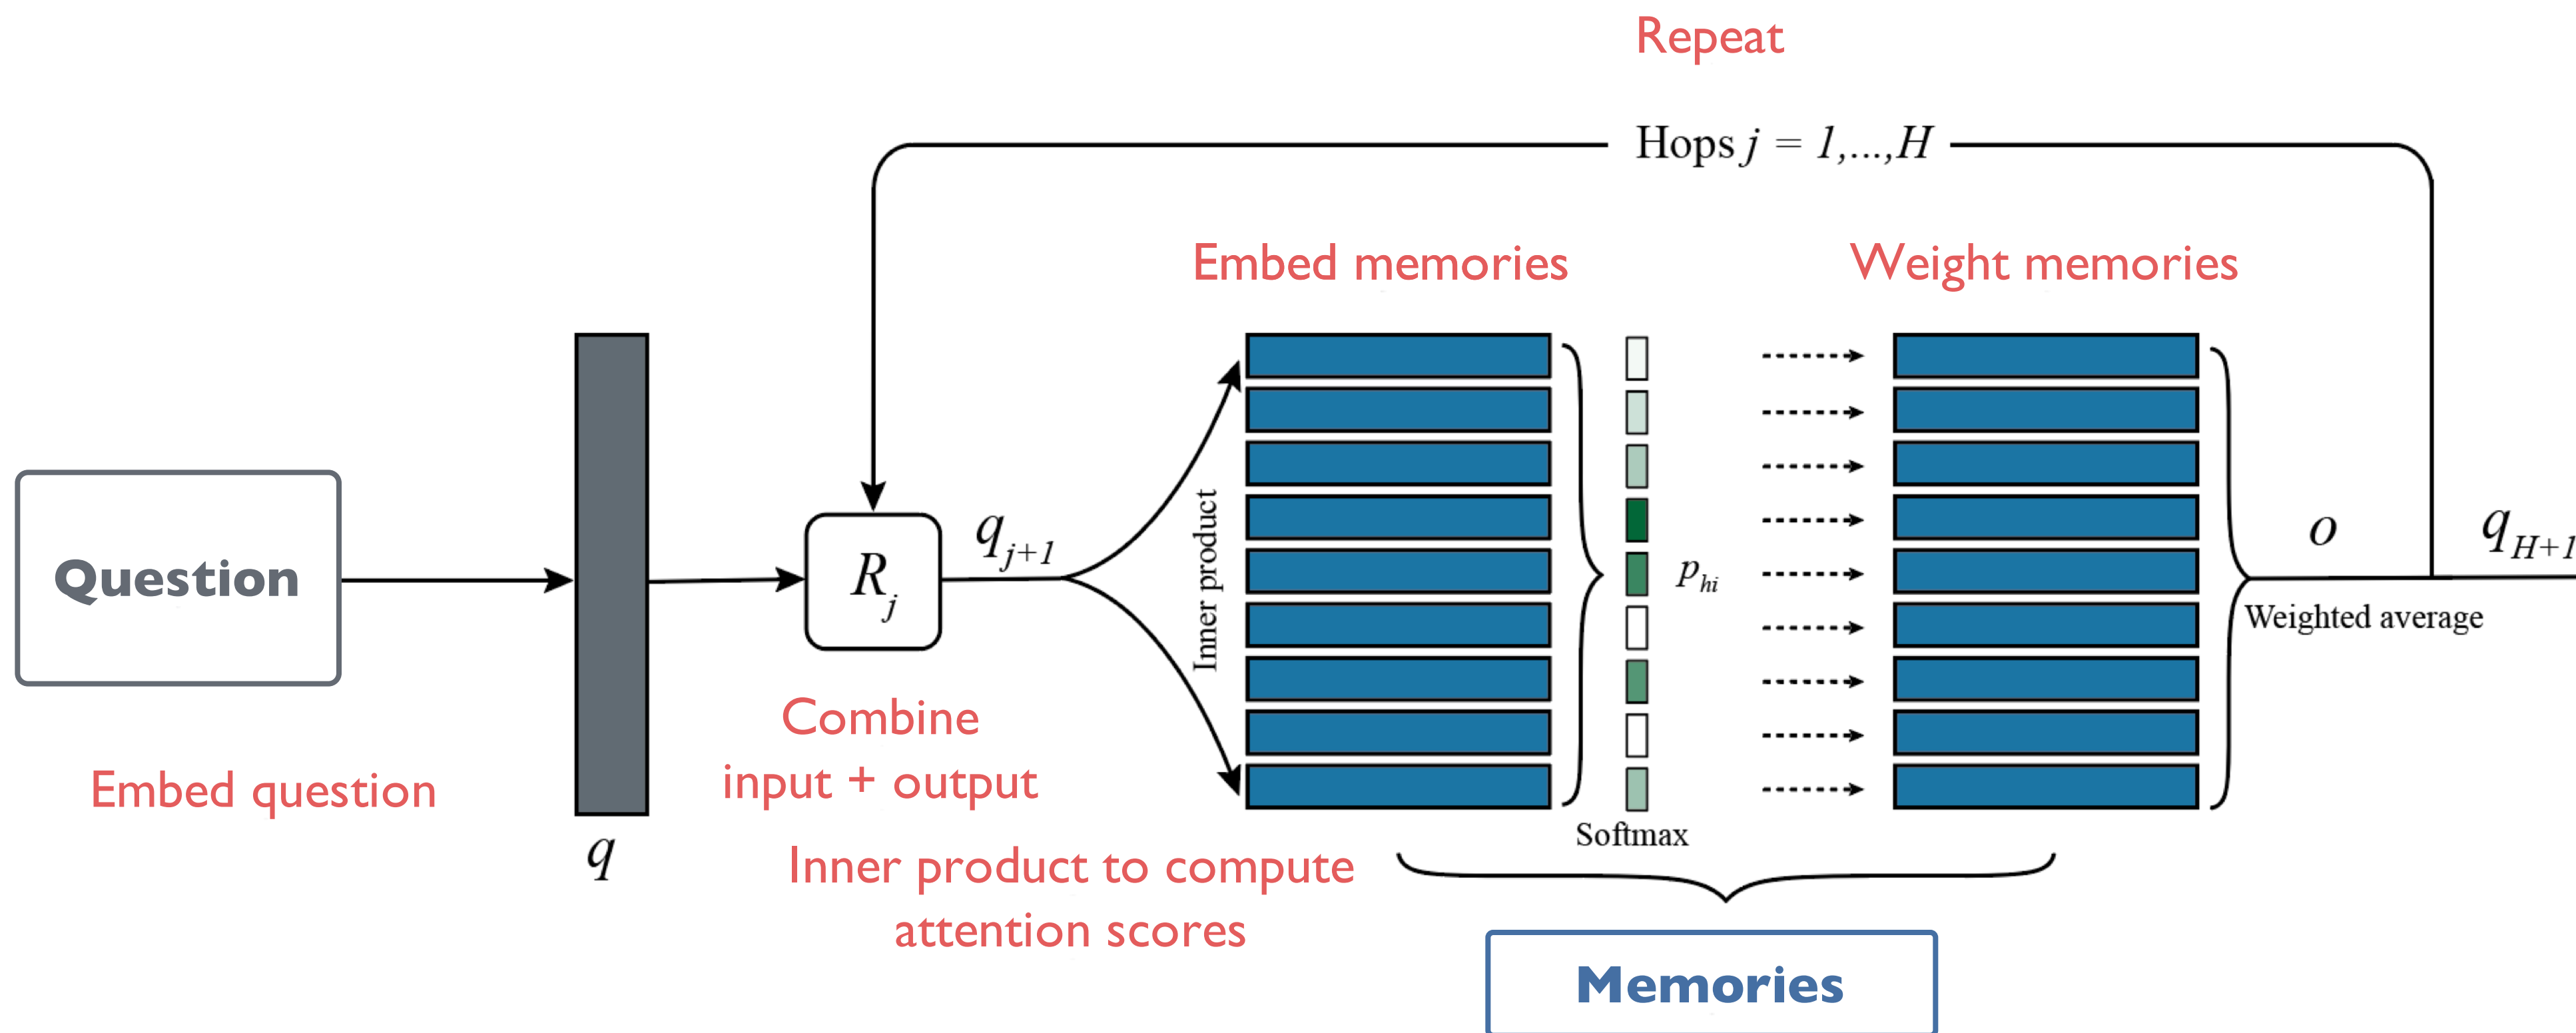 Repeat
Hops j = 1,...,H
Embed memories
Weight memories
Question
Embed question
q
R_j
q_{j+1}
Combine
input + output
Inner product
Inner product to compute
attention scores
p_{hi}
Softmax
Memories
o
Weighted average
q_{H+1}